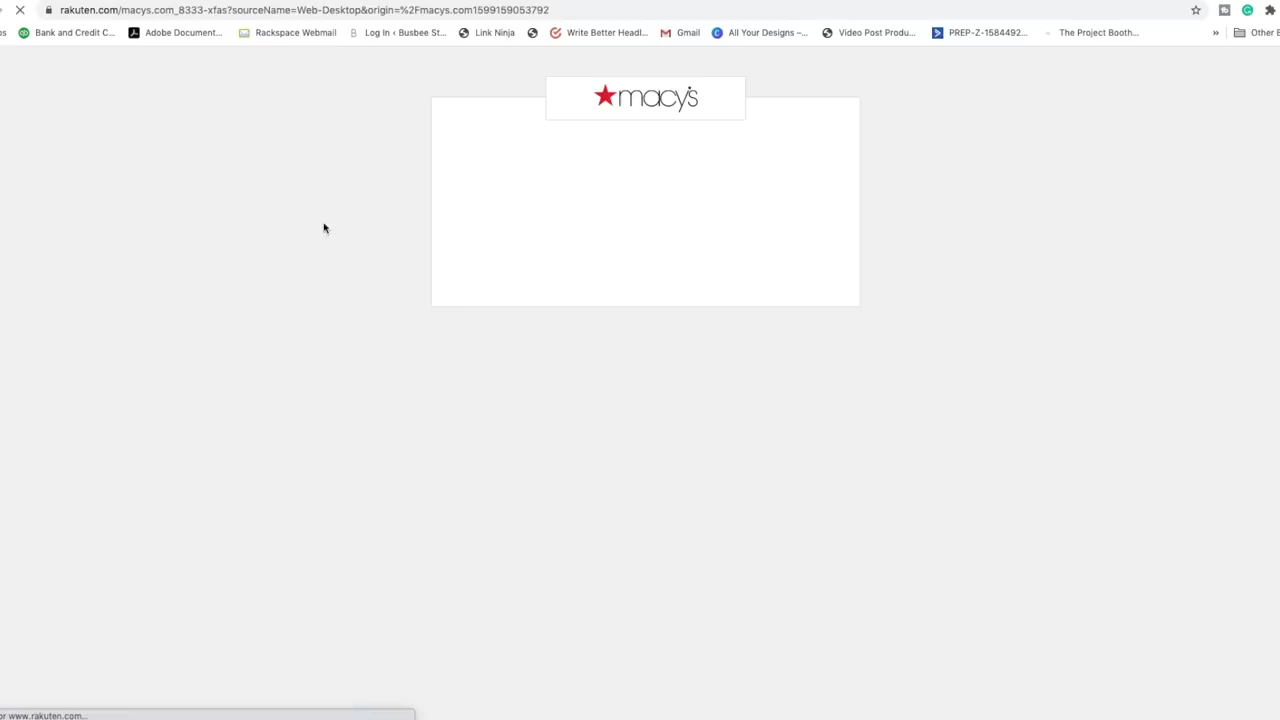 rakuten.com/macys.com_8333-xfas?sourceName=Web-Desktop&origin=%2Fmacys.com1599159053792
os Bank and Credit C... Adobe Document... Rackspace Webmail Log In ‹ Busbee St... Link Ninja Write Better Headl... Gmail All Your Designs –... Video Post Produ... PREP-Z-1584492... The Project Booth... » Other B
macy's
or www.rakuten.com...